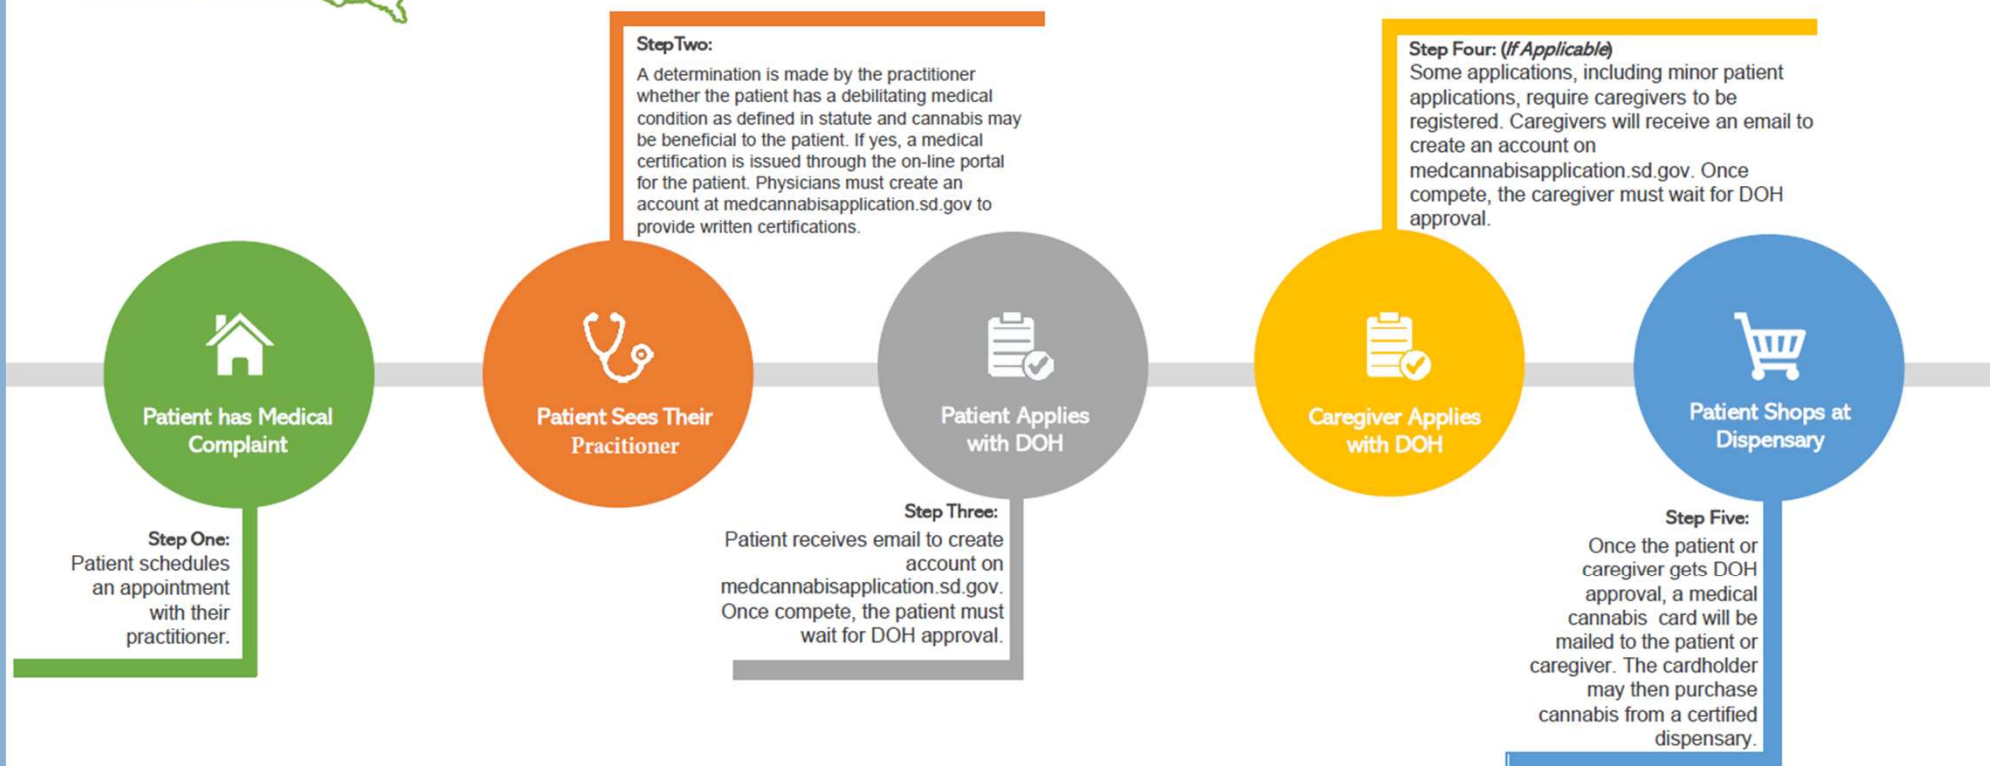 Step One:
Patient schedules
an appointment
with their
practitioner.
Patient has Medical
Complaint
Step Two:
A determination is made by the practitioner
whether the patient has a debilitating medical
condition as defined in statute and cannabis may
be beneficial to the patient. If yes, a medical
certification is issued through the on-line portal
for the patient. Physicians must create an
account at medcannabisapplication.sd.gov to
provide written certifications.
Patient Sees Their
Pracitioner
Patient Applies
with DOH
Step Three:
Patient receives email to create
account on
medcannabisapplication.sd.gov.
Once compete, the patient must
wait for DOH approval.
Step Four: (If Applicable)
Some applications, including minor patient
applications, require caregivers to be
registered. Caregivers will receive an email to
create an account on
medcannabisapplication.sd.gov. Once
compete, the caregiver must wait for DOH
approval.
Caregiver Applies
with DOH
Patient Shops at
Dispensary
Step Five:
Once the patient or
caregiver gets DOH
approval, a medical
cannabis card will be
mailed to the patient or
caregiver. The cardholder
may then purchase
cannabis from a certified
dispensary.